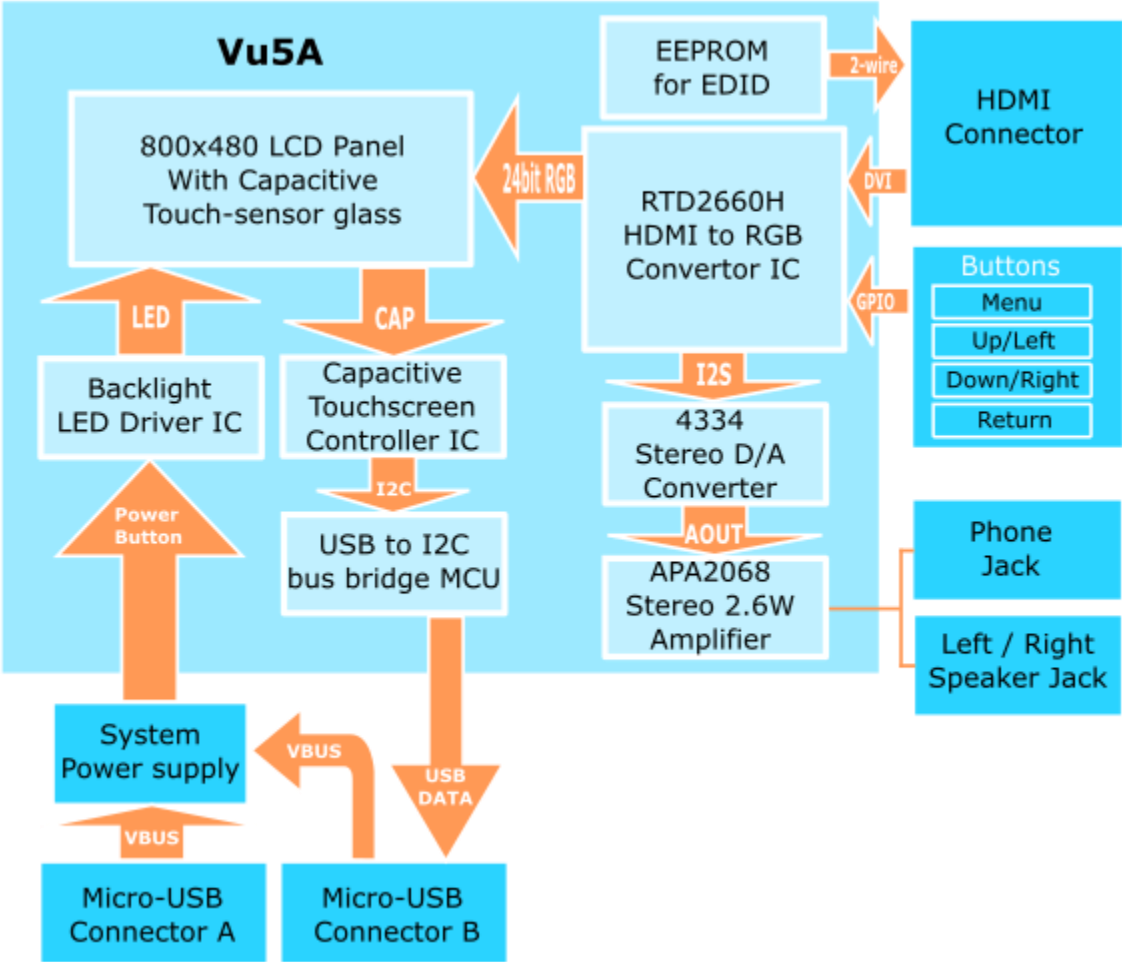 Vu5A
EEPROM
for EDID
2-wire
HDMI
Connector
800x480 LCD Panel
With Capacitive
Touch-sensor glass
24bit RGB
RTD2660H
HDMI to RGB
Convertor IC
DVI
GPIO
Buttons
Menu
Up/Left
Down/Right
Return
LED
CAP
I2S
Backlight
LED Driver IC
Capacitive
Touchscreen
Controller IC
4334
Stereo D/A
Converter
I2C
AOUT
Power
Button
USB to I2C
bus bridge MCU
APA2068
Stereo 2.6W
Amplifier
Phone
Jack
Left / Right
Speaker Jack
System
Power supply
VBUS
USB
DATA
VBUS
Micro-USB
Connector A
Micro-USB
Connector B